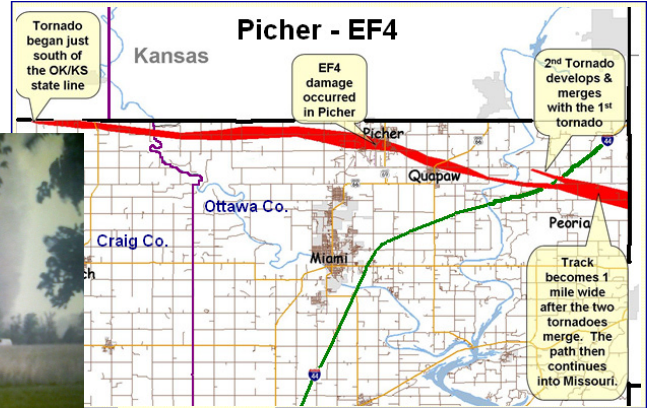 Picher - EF4
Tornado
began just
south of
the OK/KS
state line
Kansas
EF4
damage
occurred
in Picher
2nd Tornado
develops &
merges
with the 1st
tornado
44
Picher
Quapaw
Ottawa Co.
Craig Co.
Peoria
Miami
ch
Track
becomes 1
mile wide
after the two
tornadoes
merge. The
path then
continues
into Missouri.
44